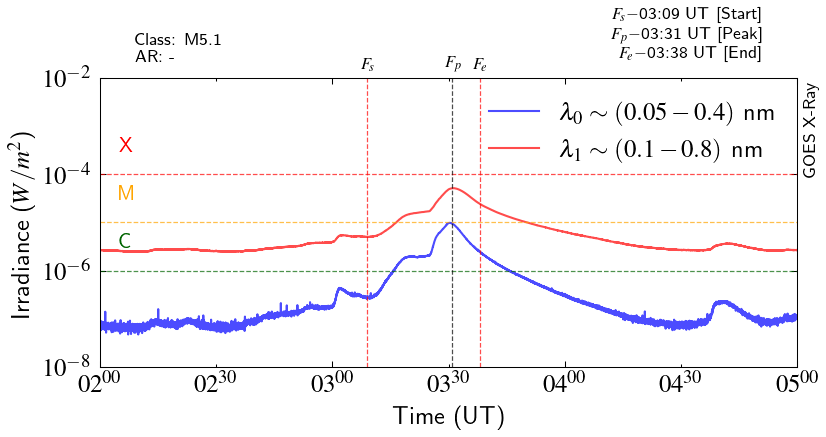 F_s−03:09 UT [Start]
F_p−03:31 UT [Peak]
F_e−03:38 UT [End]
Class: M5.1
AR: -
F_s
F_p
F_e
10^{-2}
10^{-4}
10^{-6}
10^{-8}
Irradiance (W/m^2)
X
M
C
λ_0 ∼ (0.05 − 0.4) nm
λ_1 ∼ (0.1 − 0.8) nm
GOES X-Ray
02^{00} 02^{30} 03^{00} 03^{30} 04^{00} 04^{30} 05^{00}
Time (UT)